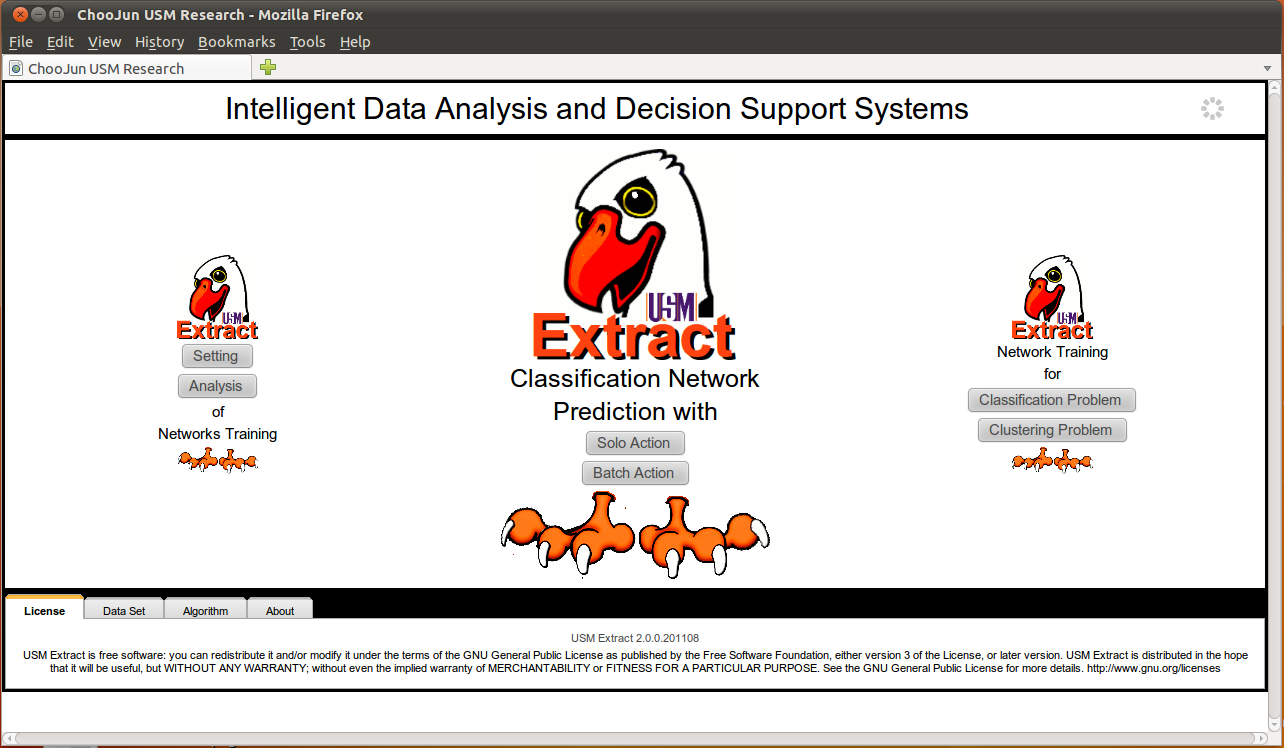 ChooJun USM Research - Mozilla Firefox
File Edit View History Bookmarks Tools Help
ChooJun USM Research
Intelligent Data Analysis and Decision Support Systems
USM
Extract
Setting
Analysis
of
Networks Training
USM
Extract
Classification Network
Prediction with
Solo Action
Batch Action
USM
Extract
Network Training
for
Classification Problem
Clustering Problem
License Data Set Algorithm About
USM Extract 2.0.0.201108
USM Extract is free software: you can redistribute it and/or modify it under the terms of the GNU General Public License as published by the Free Software Foundation, either version 3 of the License, or later version. USM Extract is distributed in the hope
that it will be useful, but WITHOUT ANY WARRANTY; without even the implied warranty of MERCHANTABILITY or FITNESS FOR A PARTICULAR PURPOSE. See the GNU General Public License for more details. http://www.gnu.org/licenses